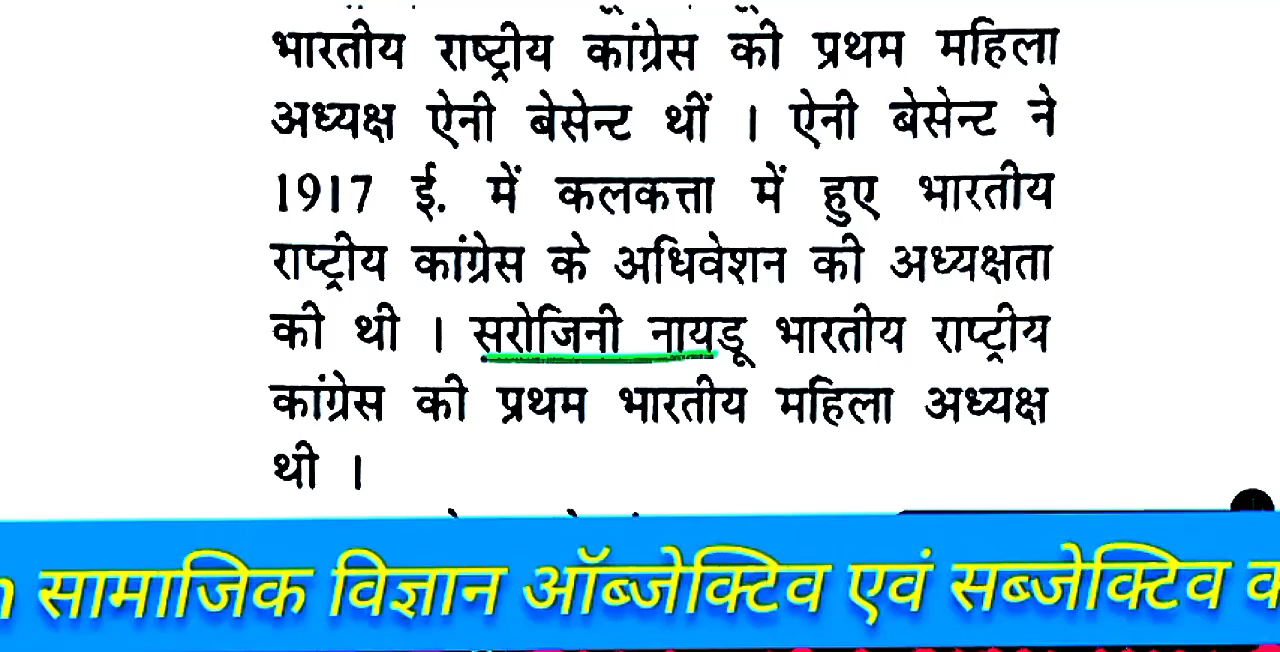 भारतीय राष्ट्रीय कांग्रेस की प्रथम महिला
अध्यक्ष ऐनी बेसेन्ट थीं । ऐनी बेसेन्ट ने
1917 ई. में कलकत्ता में हुए भारतीय
राष्ट्रीय कांग्रेस के अधिवेशन की अध्यक्षता
की थी । सरोजिनी नायडू भारतीय राष्ट्रीय
कांग्रेस की प्रथम भारतीय महिला अध्यक्ष
थी ।
सामाजिक विज्ञान ऑब्जेक्टिव एवं सब्जेक्टिव